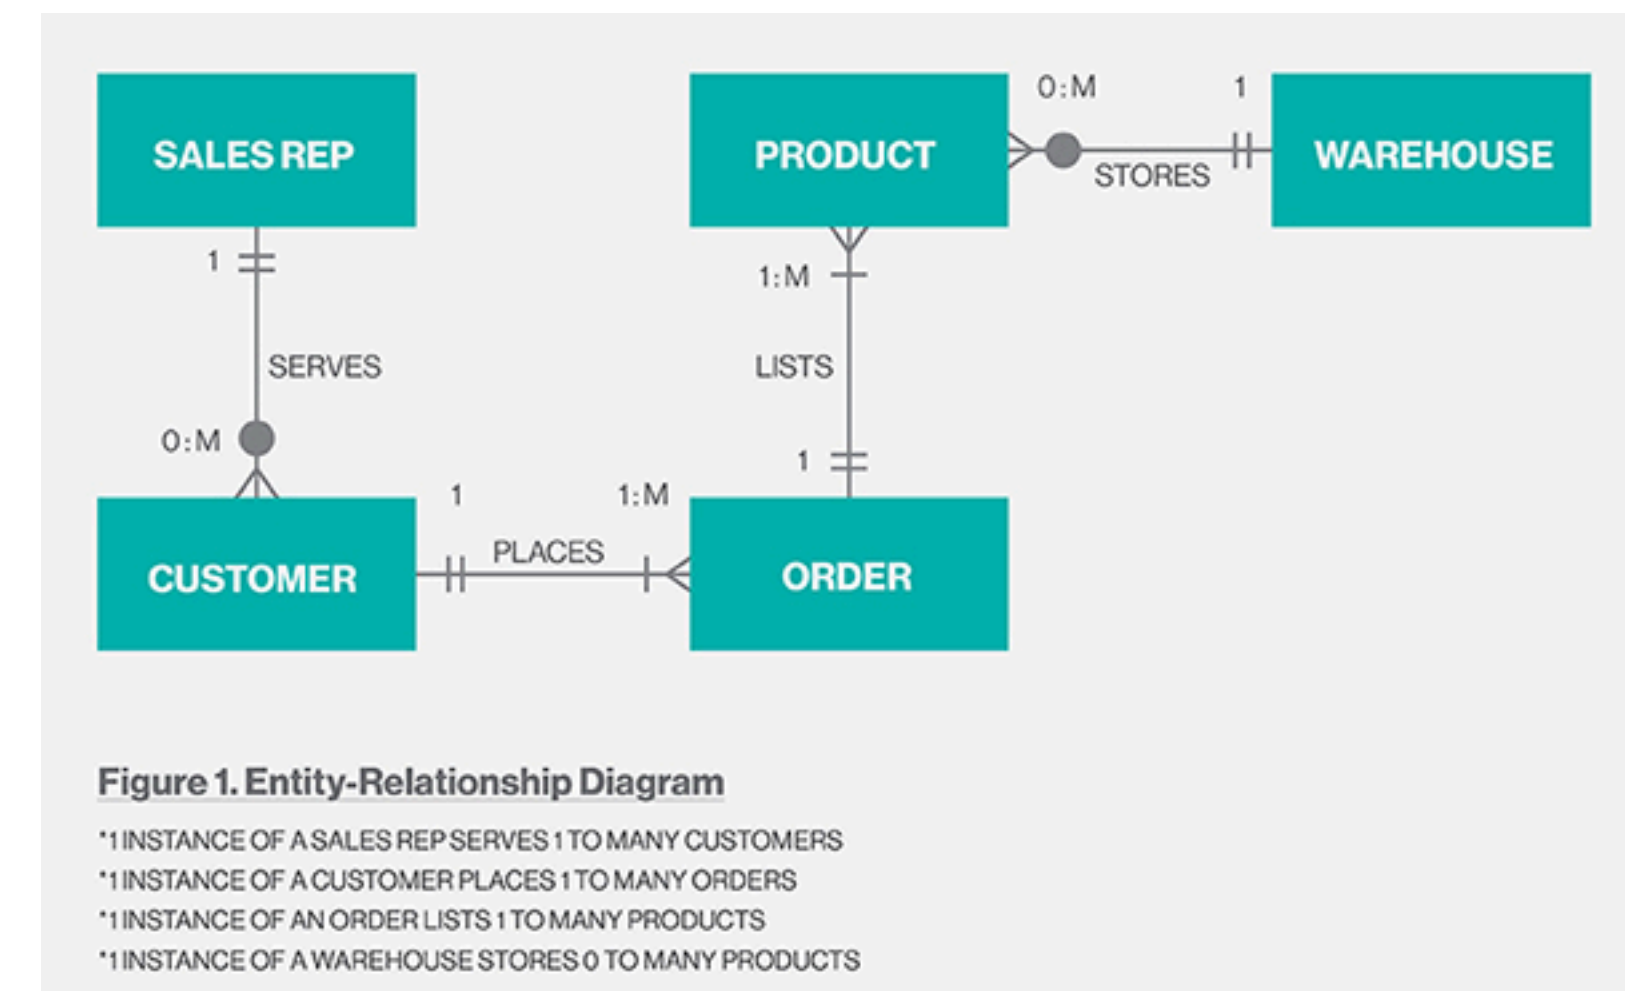 0:M 1
SALES REP PRODUCT WAREHOUSE
STORES
1 1:M
SERVES LISTS
0:M 1
1 1:M
PLACES
CUSTOMER ORDER
Figure 1. Entity-Relationship Diagram
*1 INSTANCE OF A SALES REP SERVES 1 TO MANY CUSTOMERS
*1 INSTANCE OF A CUSTOMER PLACES 1 TO MANY ORDERS
*1 INSTANCE OF AN ORDER LISTS 1 TO MANY PRODUCTS
*1 INSTANCE OF A WAREHOUSE STORES 0 TO MANY PRODUCTS